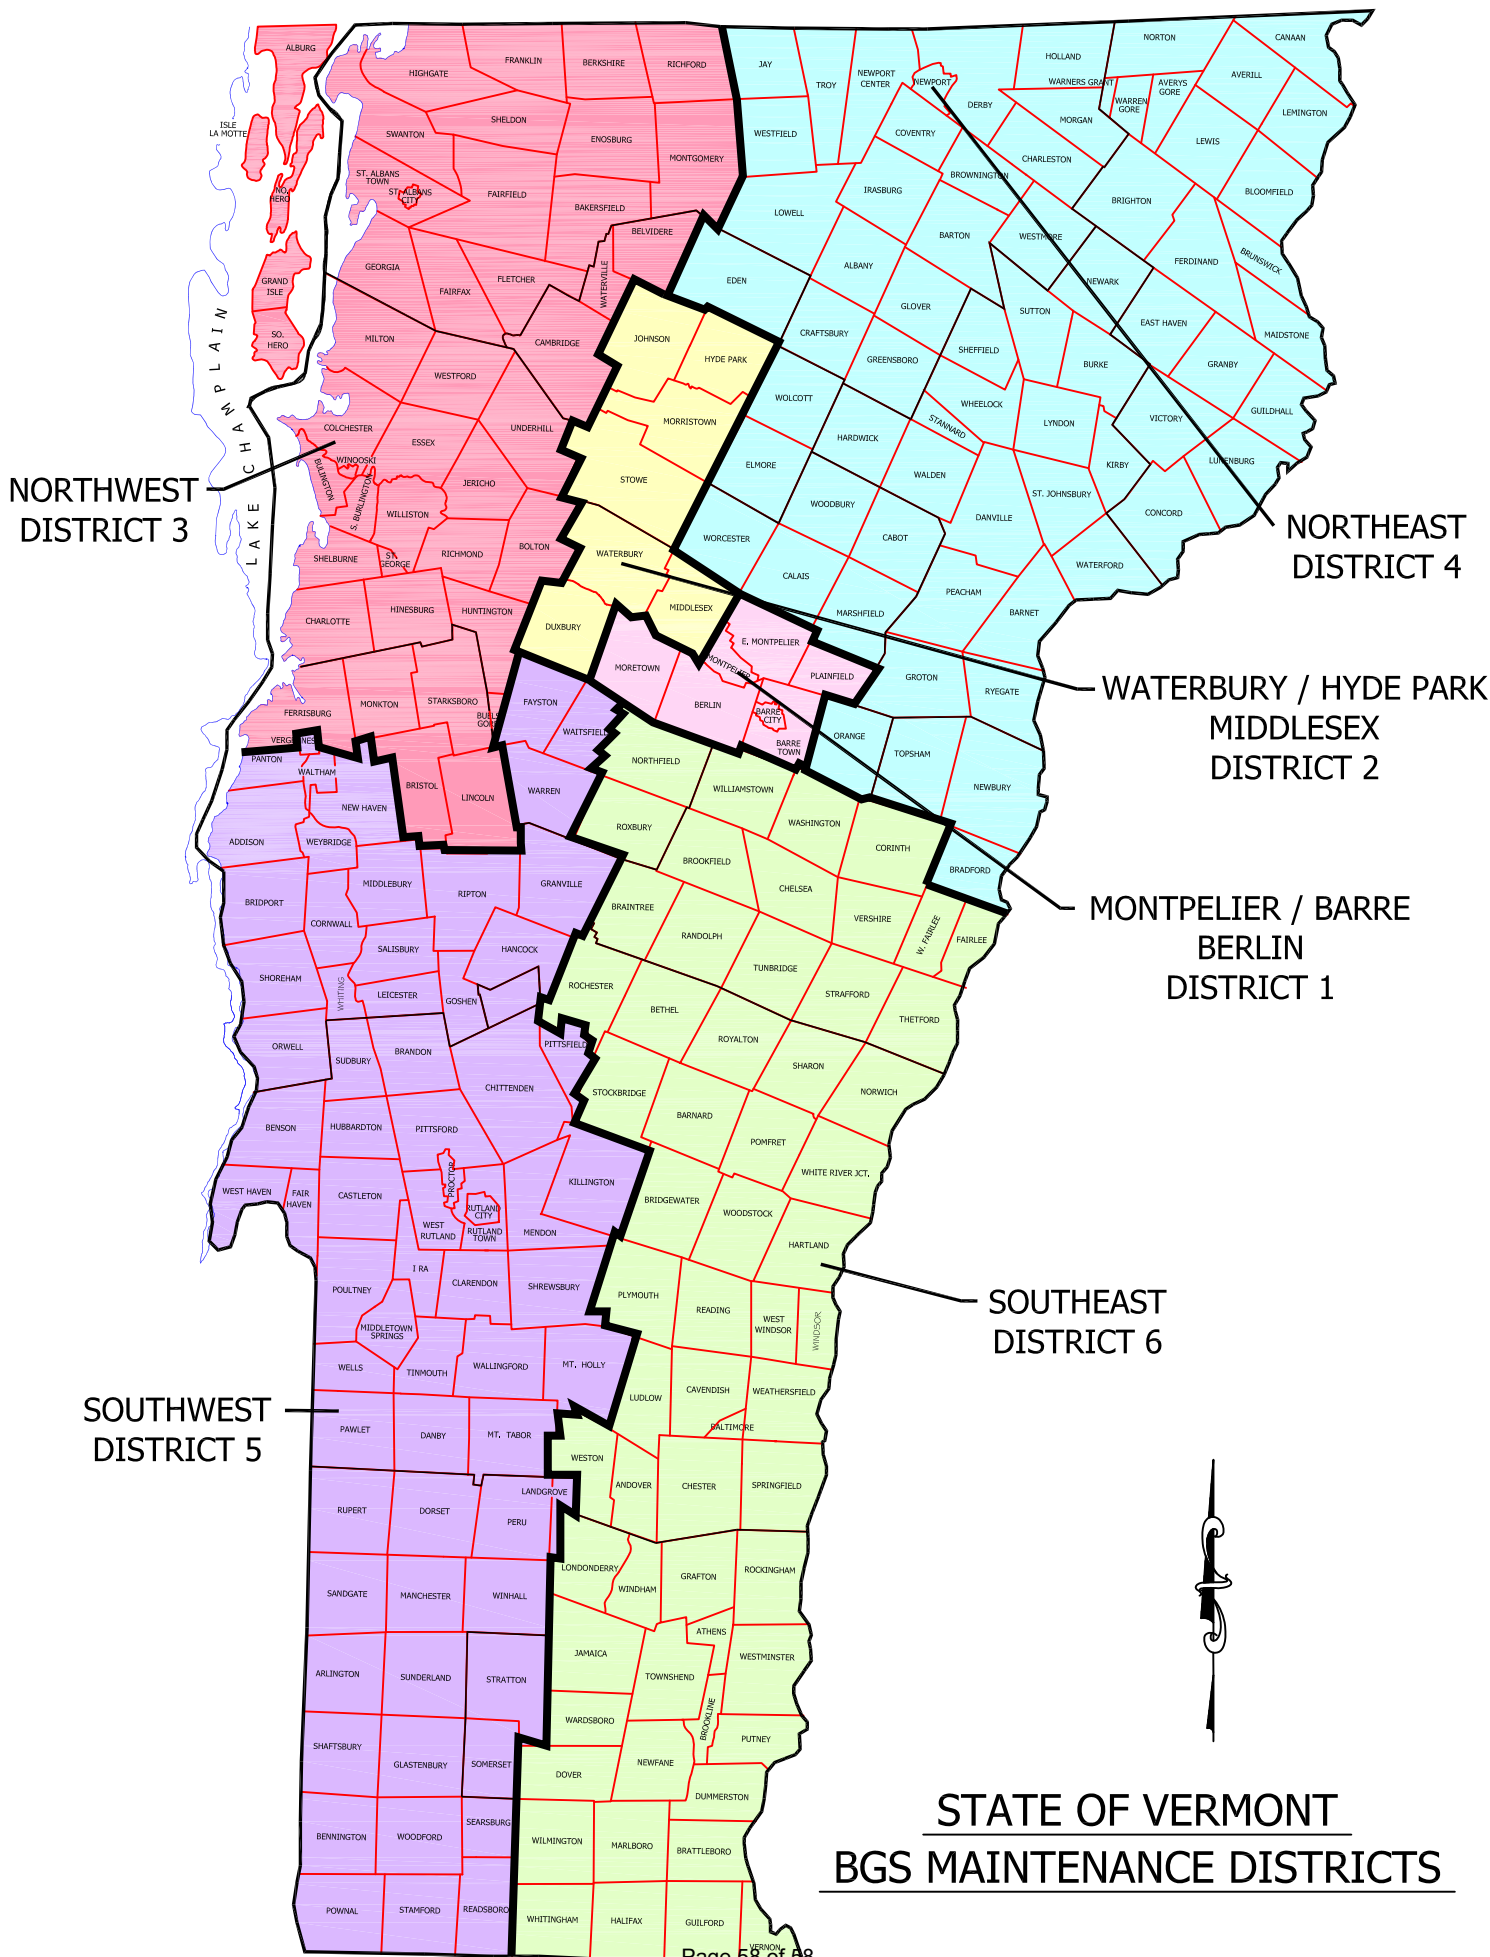 ALBURG
HIGHGATE
FRANKLIN
BERKSHIRE
RICHFORD
JAY
TROY
NEWPORT
CENTER
NEWPORT
DERBY
HOLLAND
WARNERS GRANT
NORTON
WARREN
GORE
AVERYS
GORE
AVERILL
CANAAN
LEMINGTON
ISLE
LA MOTTE
SWANTON
SHELDON
ENOSBURG
MONTGOMERY
WESTFIELD
COVENTRY
MORGAN
CHARLESTON
LEWIS
BLOOMFIELD
NO.
HERO
ST. ALBANS
TOWN
ST. ALBANS
CITY
FAIRFIELD
BAKERSFIELD
BELVIDERE
LOWELL
IRASBURG
BROWNINGTON
BARTON
WESTMORE
BRIGHTON
FERDINAND
BRUNSWICK
GRAND
ISLE
SO.
HERO
GEORGIA
FAIRFAX
FLETCHER
WATERVILLE
EDEN
ALBANY
GLOVER
SUTTON
NEWARK
EAST HAVEN
MAIDSTONE
MILTON
WESTFORD
CAMBRIDGE
JOHNSON
HYDE PARK
CRAFTSBURY
GREENSBORO
SHEFFIELD
BURKE
GRANBY
GUILDHALL
LAKE CHAMPLAIN
COLCHESTER
WINOOSKI
ESSEX
UNDERHILL
MORRISTOWN
WOLCOTT
HARDWICK
STANNARD
WHEELOCK
LYNDON
VICTORY
LUNENBURG
BULINGTON
S. BURLINGTON
JERICHO
STOWE
ELMORE
WALDEN
KIRBY
NORTHWEST
DISTRICT 3
WILLISTON
WOODBURY
ST. JOHNSBURY
DANVILLE
CONCORD
NORTHEAST
DISTRICT 4
SHELBURNE
ST.
GEORGE
RICHMOND
BOLTON
WATERBURY
WORCESTER
CABOT
CALAIS
WATERFORD
CHARLOTTE
HINESBURG
HUNTINGTON
DUXBURY
MIDDLESEX
MARSHFIELD
PEACHAM
BARNET
E. MONTPELIER
MORETOWN
MONTPELIER
PLAINFIELD
GROTON
RYEGATE
WATERBURY / HYDE PARK
MIDDLESEX
DISTRICT 2
FERRISBURG
MONKTON
STARKSBORO
BUELS
GORE
FAYSTON
WAITSFIELD
BERLIN
BARRE
CITY
BARRE
TOWN
ORANGE
TOPSHAM
NEWBURY
VERGENNES
PANTON
WALTHAM
NEW HAVEN
BRISTOL
LINCOLN
WARREN
NORTHFIELD
WILLIAMSTOWN
WASHINGTON
CORINTH
BRADFORD
ADDISON
WEYBRIDGE
ROXBURY
BROOKFIELD
CHELSEA
VERSHIRE
W. FAIRLEE
FAIRLEE
MONTPELIER / BARRE
BERLIN
DISTRICT 1
BRIDPORT
CORNWALL
MIDDLEBURY
RIPTON
GRANVILLE
BRAINTREE
RANDOLPH
SALISBURY
HANCOCK
TUNBRIDGE
STRAFFORD
THETFORD
SHOREHAM
WHITING
LEICESTER
GOSHEN
ROCHESTER
BETHEL
ROYALTON
SHARON
NORWICH
ORWELL
SUDBURY
BRANDON
CHITTENDEN
PITTSFIELD
STOCKBRIDGE
BARNARD
POMFRET
BENSON
HUBBARDTON
PITTSFORD
WHITE RIVER JCT.
WEST HAVEN
FAIR
HAVEN
CASTLETON
PROCTOR
RUTLAND
CITY
WEST
RUTLAND
RUTLAND
TOWN
MENDON
KILLINGTON
BRIDGEWATER
WOODSTOCK
HARTLAND
POULTNEY
I RA
CLARENDON
SHREWSBURY
PLYMOUTH
READING
WEST
WINDSOR
WINDSOR
SOUTHEAST
DISTRICT 6
MIDDLETOWN
SPRINGS
WELLS
TINMOUTH
WALLINGFORD
MT. HOLLY
LUDLOW
CAVENDISH
WEATHERSFIELD
BALTIMORE
SOUTHWEST
DISTRICT 5
PAWLET
DANBY
MT. TABOR
WESTON
ANDOVER
CHESTER
SPRINGFIELD
LANDGROVE
RUPERT
DORSET
PERU
LONDONDERRY
WINDHAM
GRAFTON
ROCKINGHAM
SANDGATE
MANCHESTER
WINHALL
ATHENS
JAMAICA
TOWNSHEND
WESTMINSTER
ARLINGTON
SUNDERLAND
STRATTON
WARDSBORO
BROOKLINE
PUTNEY
SHAFTSBURY
GLASTENBURY
SOMERSET
DOVER
NEWFANE
DUMMERSTON
BENNINGTON
WOODFORD
SEARSBURG
WILMINGTON
MARLBORO
BRATTLEBORO
POWNAL
STAMFORD
READSBORO
WHITINGHAM
HALIFAX
GUILFORD
VERNON
STATE OF VERMONT
BGS MAINTENANCE DISTRICTS
Page 58 of 58